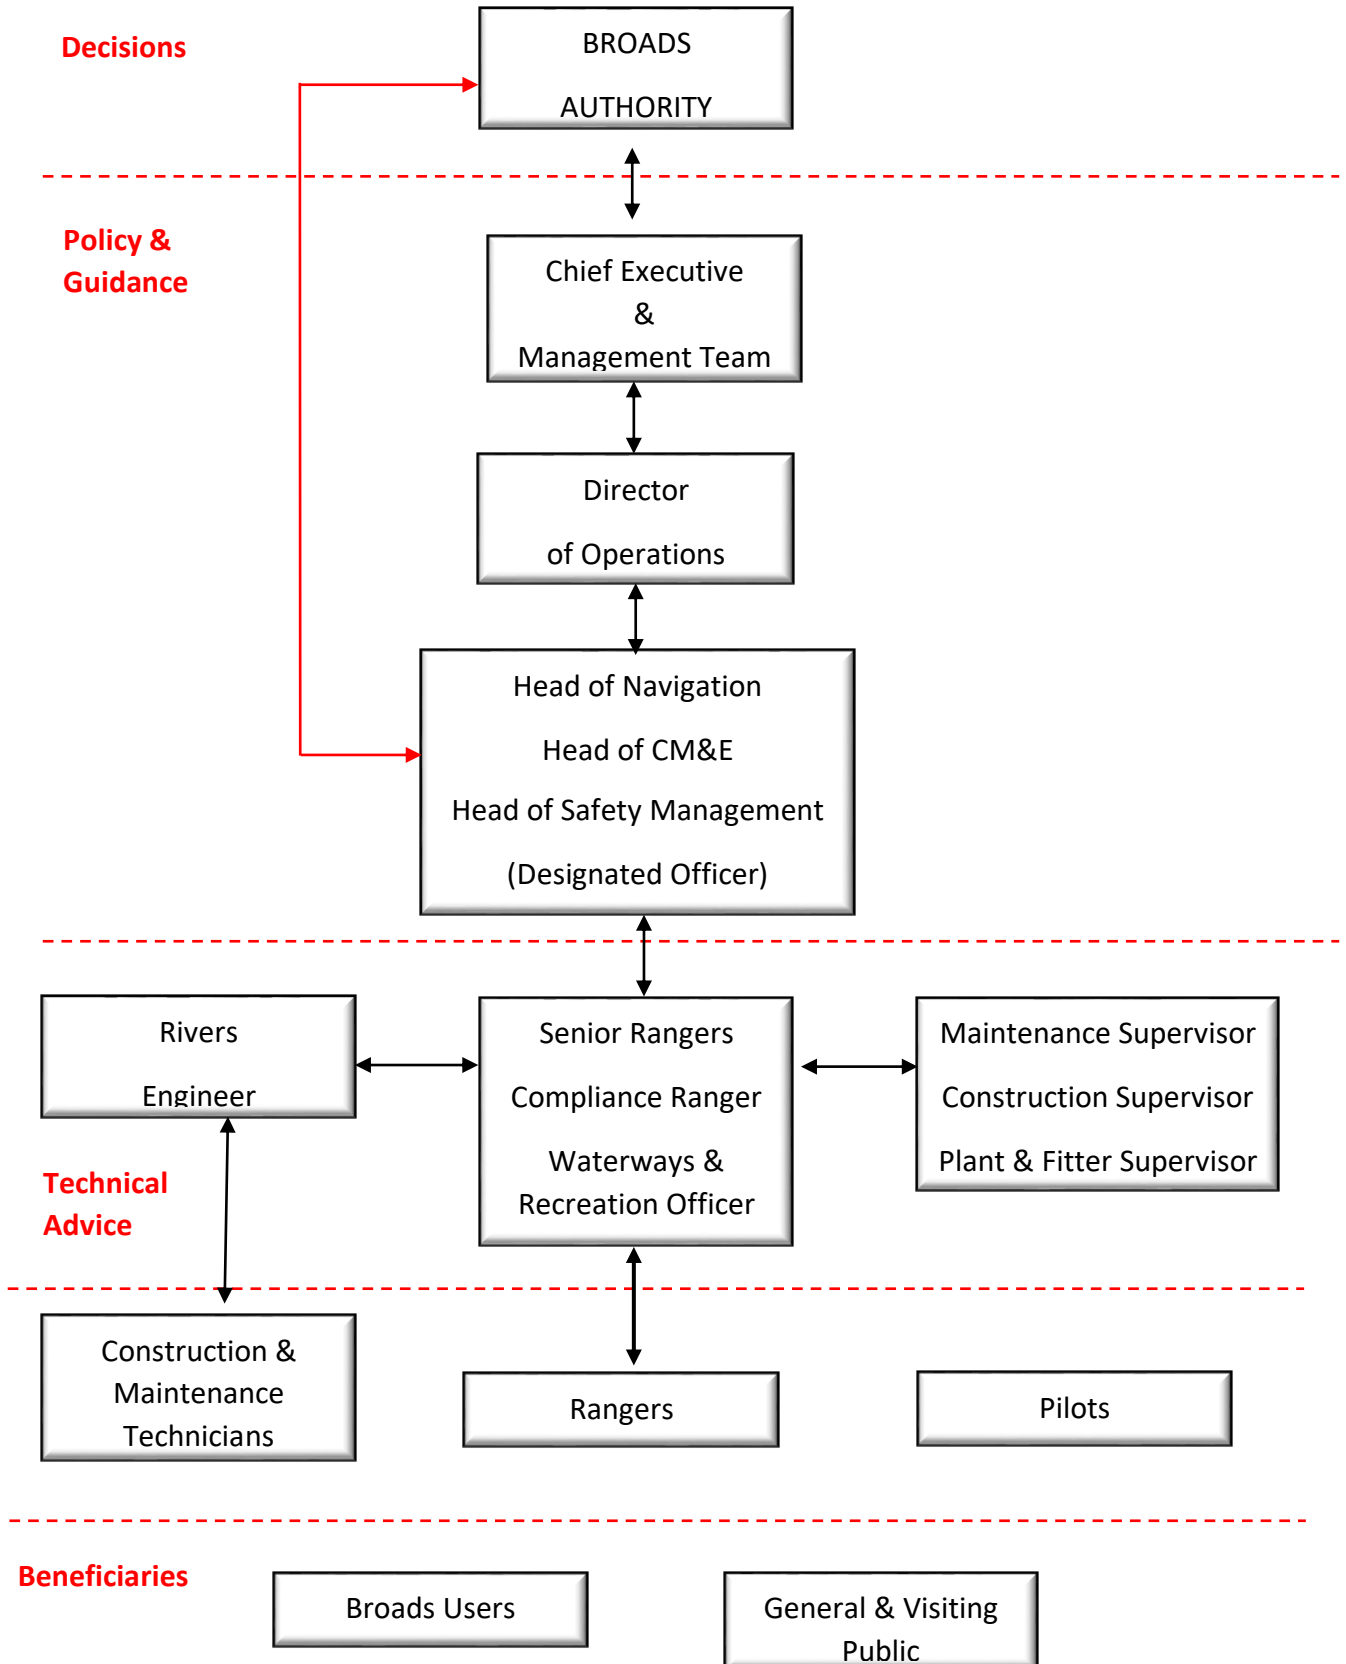 Decisions
BROADS
AUTHORITY
Policy &
Guidance
Chief Executive
&
Management Team
Director
of Operations
Head of Navigation
Head of CM&E
Head of Safety Management
(Designated Officer)
Rivers
Engineer
Senior Rangers
Compliance Ranger
Waterways &
Recreation Officer
Maintenance Supervisor
Construction Supervisor
Plant & Fitter Supervisor
Technical
Advice
Construction &
Maintenance
Technicians
Rangers
Pilots
Beneficiaries
Broads Users
General & Visiting
Public